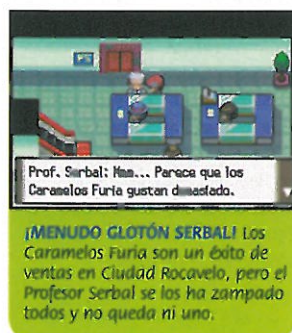 Prof. Serbal: Hmm... Parece que los
Caramelos Furia gustan demasiado.
¡MENUDO GLOTÓN SERBAL! Los
Caramelos Furia son un éxito de
ventas en Ciudad Rocavelo, pero el
Profesor Serbal se los ha zampado
todos y no queda ni uno.